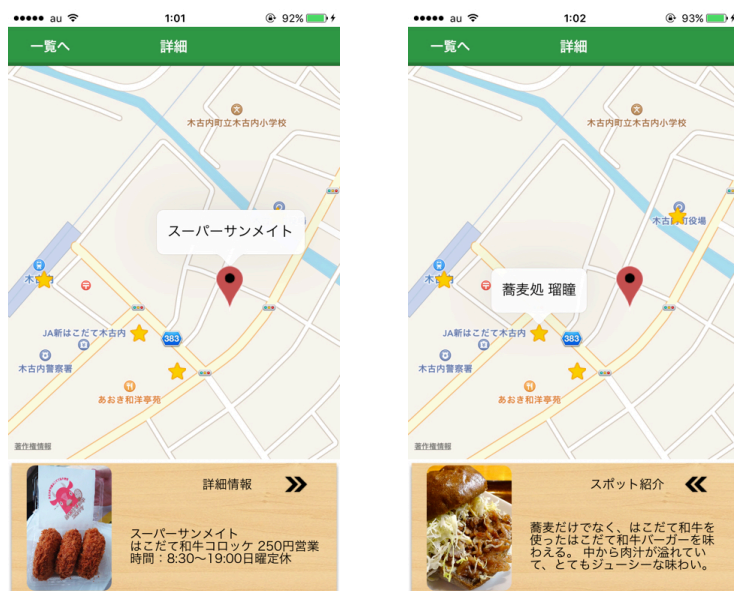 au 1:01 92%
一覧へ 詳細
木古内町立木古内小学校
スーパーサンメイト
木古内
JA新はこだて木古内
383
木古内警察署
あおき和洋亭苑
著作権情報
詳細情報
スーパーサンメイト
はこだて和牛コロッケ 250円営業
時間:8:30〜19:00日曜定休
au 1:02 93%
一覧へ 詳細
木古内町立木古内小学校
木古内町役場
木古内
蕎麦処 瑠瞳
JA新はこだて木古内
383
木古内警察署
あおき和洋亭苑
著作権情報
スポット紹介
蕎麦だけでなく、はこだて和牛を
使ったはこだて和牛バーガーを味
わえる。 中から肉汁が溢れてい
て、とてもジューシーな味わい。